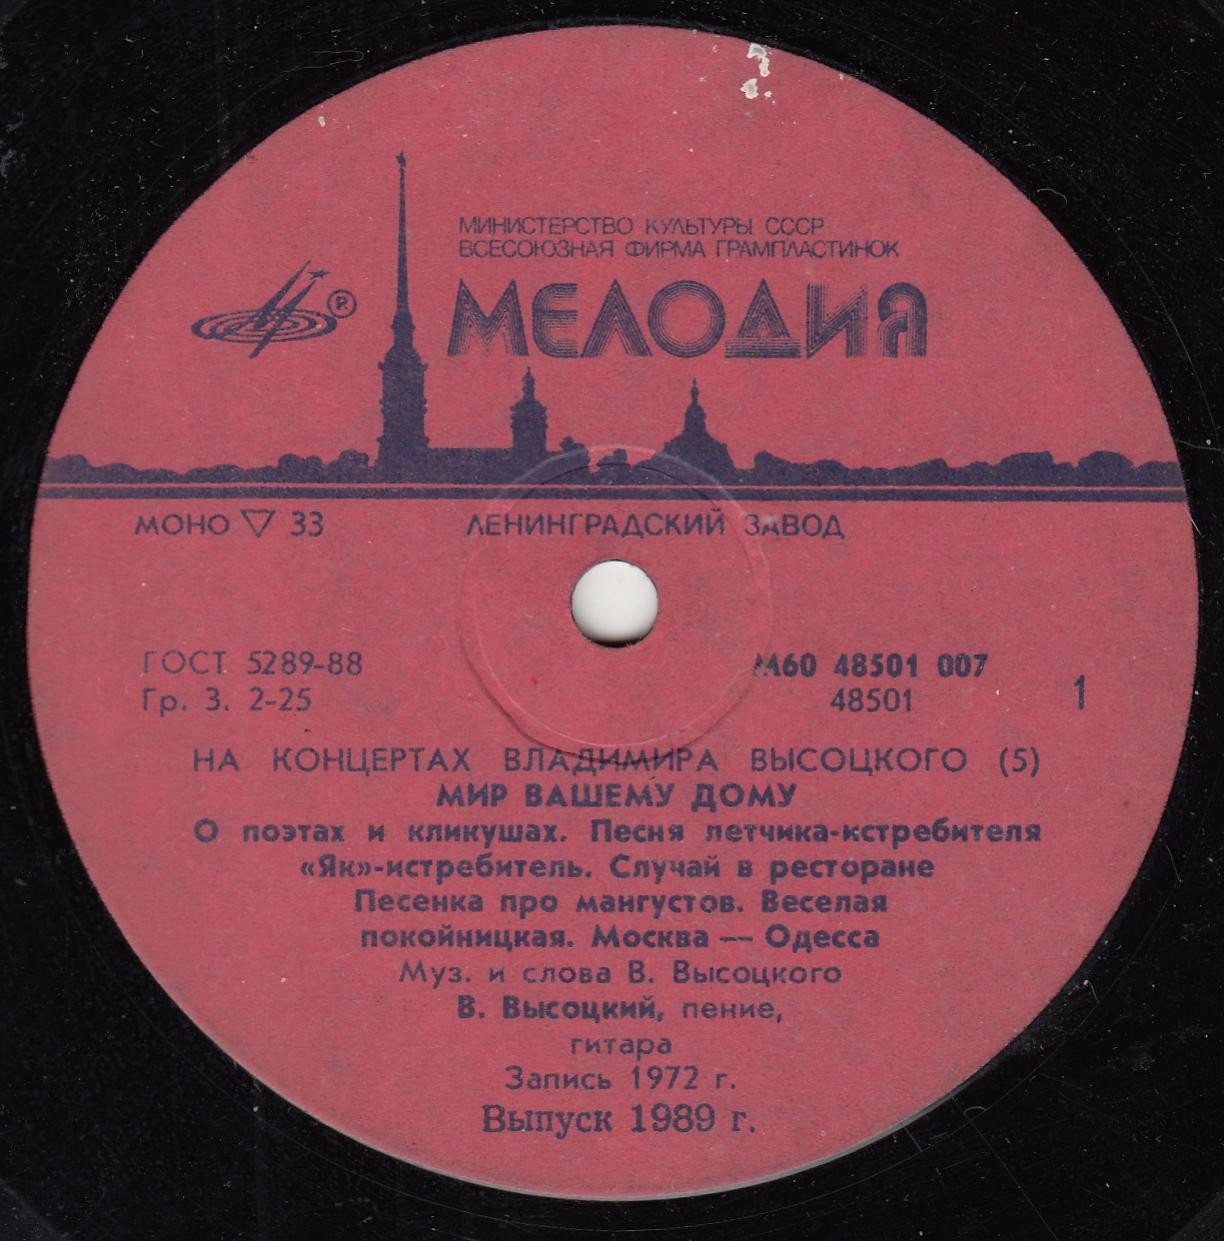 МИНИСТЕРСТВО КУЛЬТУРЫ СССР
ВСЕСОЮЗНАЯ ФИРМА ГРАМПЛАСТИНОК
МЕЛОДИЯ
®
МОНО ▽ 33
ЛЕНИНГРАДСКИЙ ЗАВОД
ГОСТ 5289-88
Гр. 3. 2-25
М60 48501 007
48501
1
НА КОНЦЕРТАХ ВЛАДИМИРА ВЫСОЦКОГО (5)
МИР ВАШЕМУ ДОМУ
О поэтах и кликушах. Песня летчика-истребителя
«Як»-истребитель. Случай в ресторане
Песенка про мангустов. Веселая
покойницкая. Москва — Одесса
Муз. и слова В. Высоцкого
В. Высоцкий, пение,
гитара
Запись 1972 г.
Выпуск 1989 г.